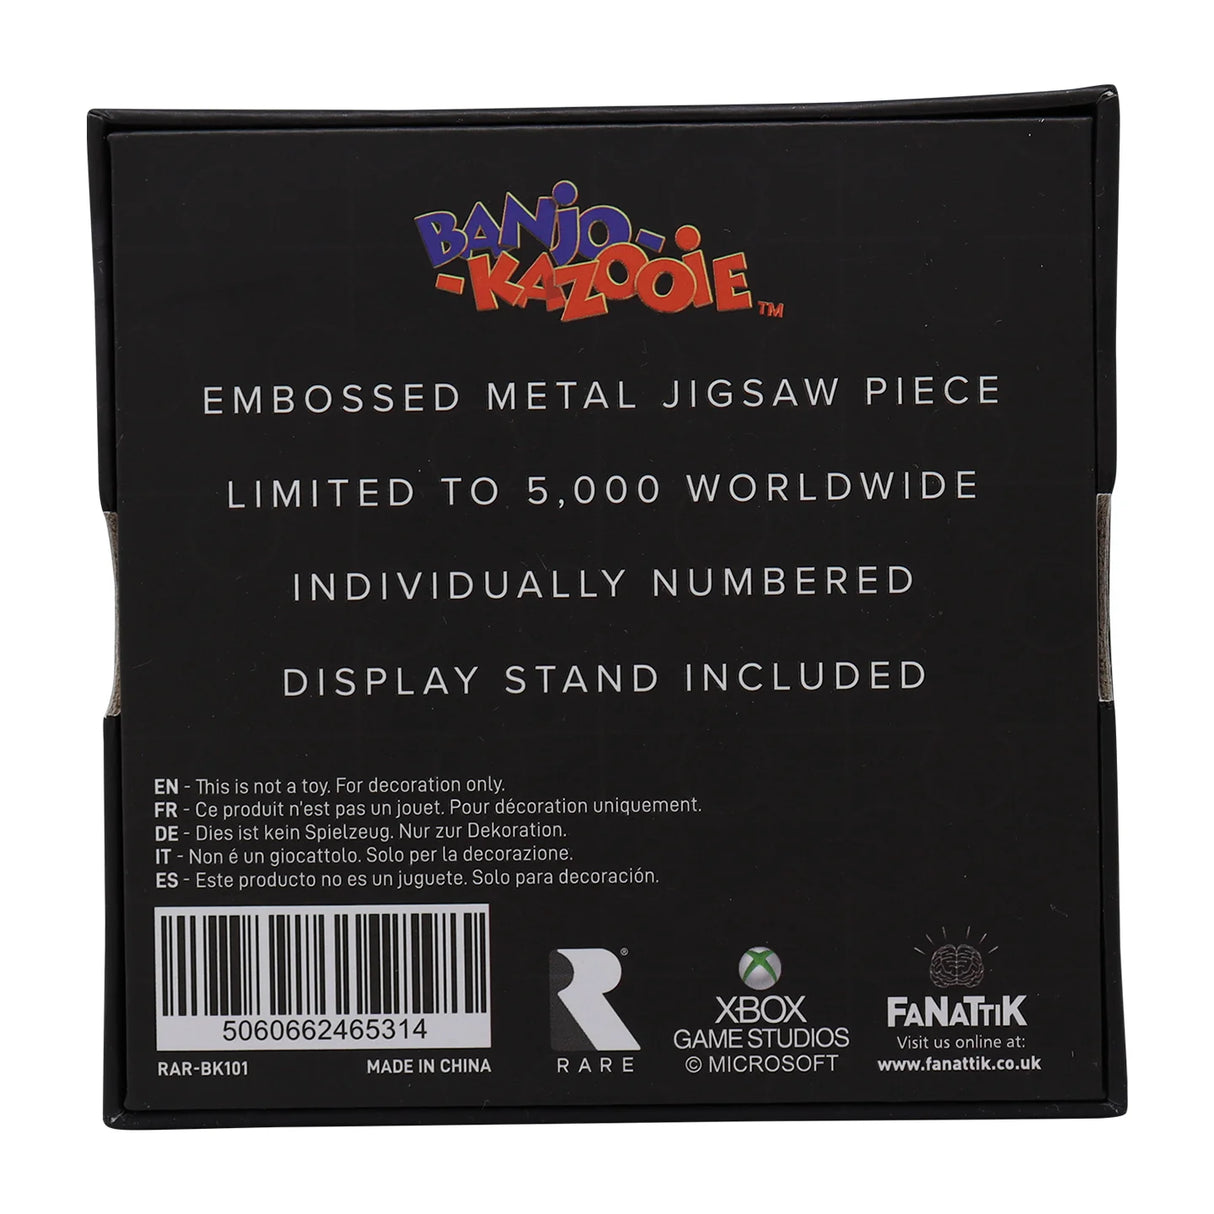 BANJO-
-KAZOOIE™
EMBOSSED METAL JIGSAW PIECE
LIMITED TO 5,000 WORLDWIDE
INDIVIDUALLY NUMBERED
DISPLAY STAND INCLUDED
EN - This is not a toy. For decoration only.
FR - Ce produit n'est pas un jouet. Pour décoration uniquement.
DE - Dies ist kein Spielzeug. Nur zur Dekoration.
IT - Non é un giocattolo. Solo per la decorazione.
ES - Este producto no es un juguete. Solo para decoración.
5060662465314
RAR-BK101 MADE IN CHINA
R®
RARE
XBOX
GAME STUDIOS
© MICROSOFT
FANATTIK
Visit us online at:
www.fanattik.co.uk